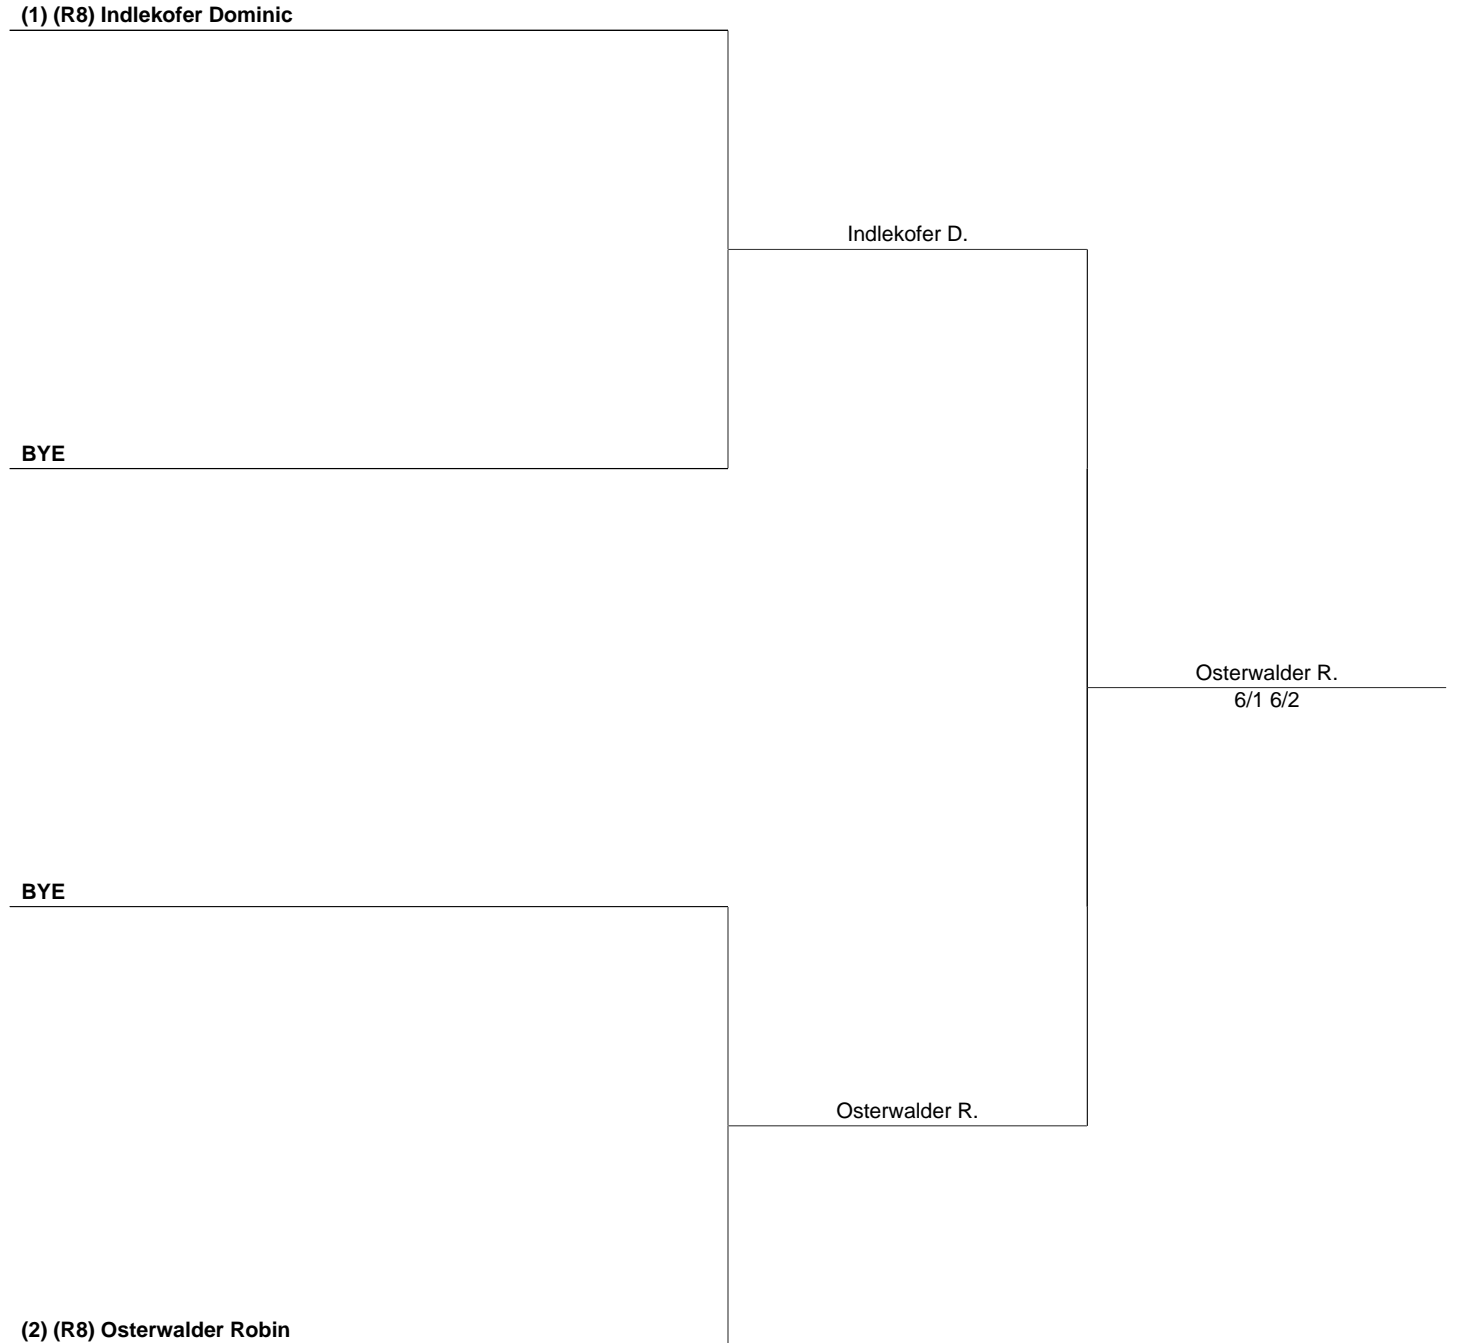 (1) (R8) Indlekofer Dominic
Indlekofer D.
BYE
Osterwalder R.
6/1 6/2
BYE
Osterwalder R.
(2) (R8) Osterwalder Robin